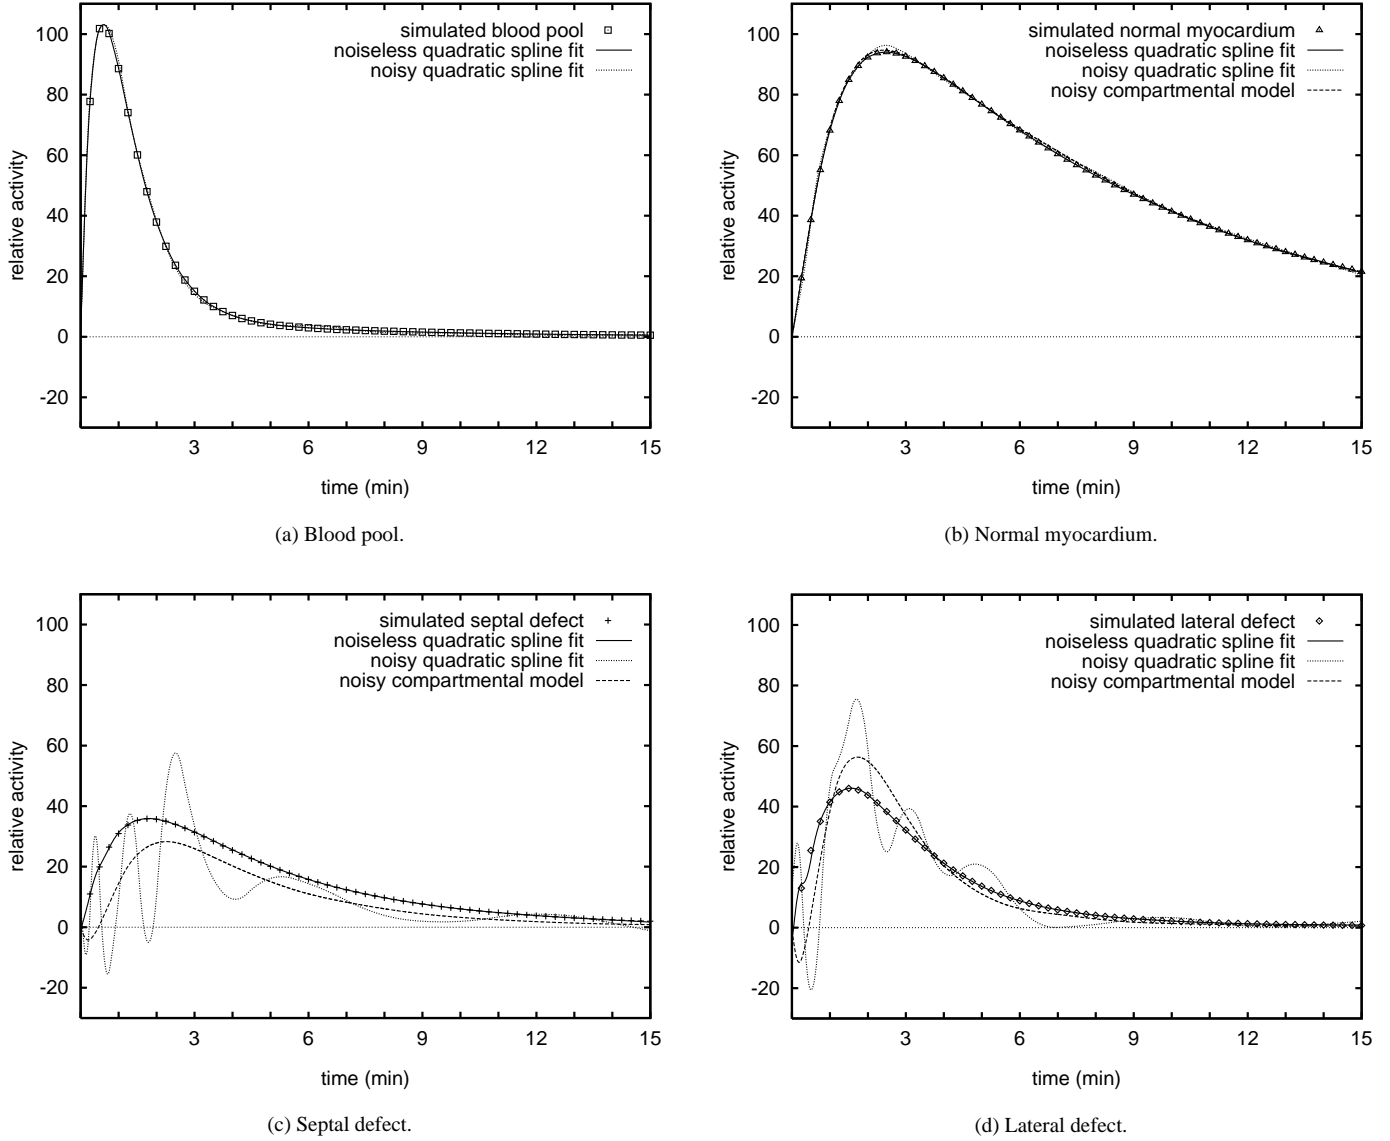 simulated blood pool
noiseless quadratic spline fit
noisy quadratic spline fit
100
80
60
40
20
0
-20
relative activity
3 6 9 12 15
time (min)
(a) Blood pool.
simulated normal myocardium
noiseless quadratic spline fit
noisy quadratic spline fit
noisy compartmental model
100
80
60
40
20
0
-20
relative activity
3 6 9 12 15
time (min)
(b) Normal myocardium.
simulated septal defect
noiseless quadratic spline fit
noisy quadratic spline fit
noisy compartmental model
100
80
60
40
20
0
-20
relative activity
3 6 9 12 15
time (min)
(c) Septal defect.
simulated lateral defect
noiseless quadratic spline fit
noisy quadratic spline fit
noisy compartmental model
100
80
60
40
20
0
-20
relative activity
3 6 9 12 15
time (min)
(d) Lateral defect.